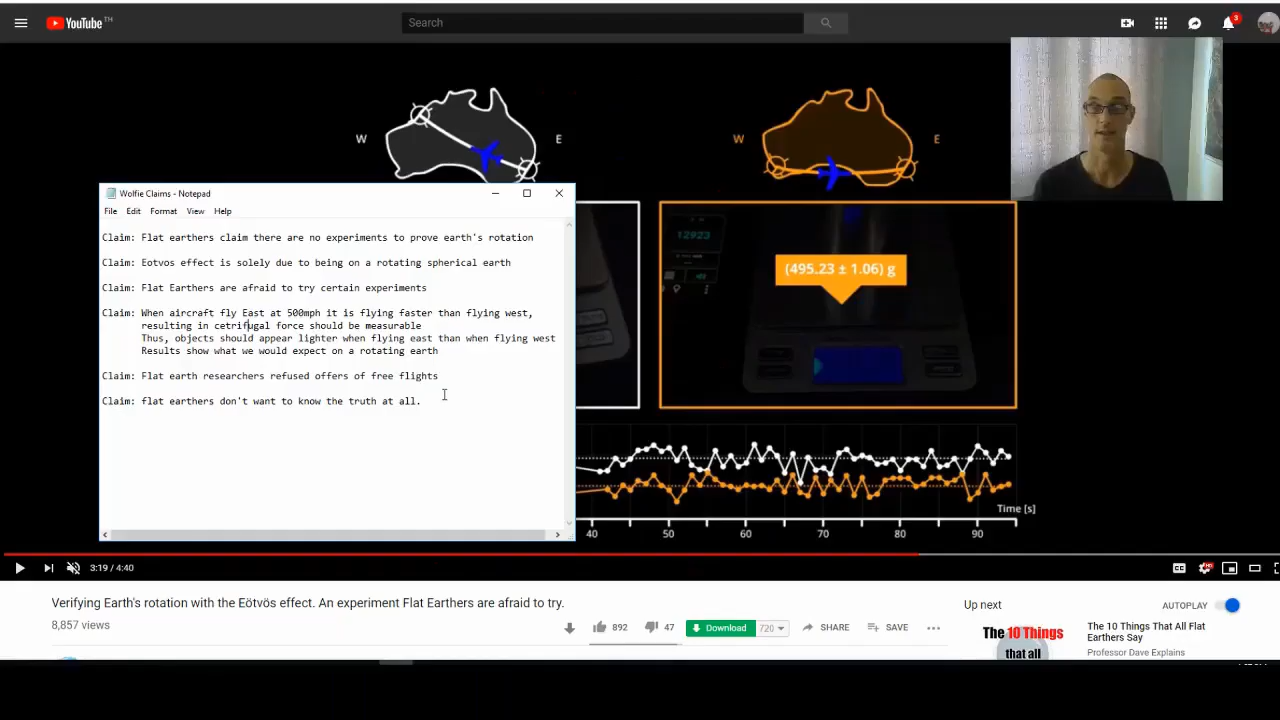 YouTube TH
Search
3
W
E
W
E
Wolfie Claims - Notepad
File Edit Format View Help
Claim: Flat earthers claim there are no experiments to prove earth's rotation
Claim: Eotvos effect is solely due to being on a rotating spherical earth
Claim: Flat Earthers are afraid to try certain experiments
Claim: When aircraft fly East at 500mph it is flying faster than flying west,
resulting in cetrifugal force should be measurable
Thus, objects should appear lighter when flying east than when flying west
Results show what we would expect on a rotating earth
Claim: Flat earth researchers refused offers of free flights
Claim: flat earthers don't want to know the truth at all.
12923
(495.23 ± 1.06) g
Time [s]
40 50 60 70 80 90
3:19 / 4:40
CC
HD
Verifying Earth's rotation with the Eötvös effect. An experiment Flat Earthers are afraid to try.
8,857 views
892 47 Download 720 SHARE SAVE
Up next
AUTOPLAY
The 10 Things
that all
The 10 Things That All Flat
Earthers Say
Professor Dave Explains